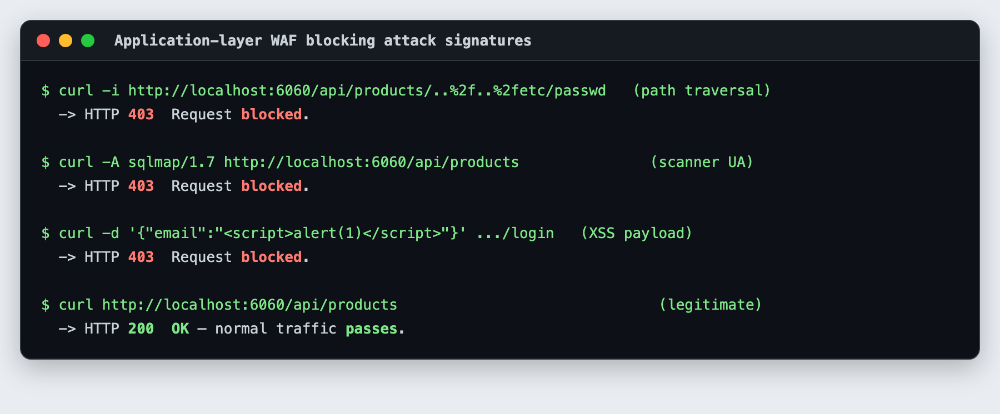 Application-layer WAF blocking attack signatures
$ curl -i http://localhost:6060/api/products/..%2f..%2fetc/passwd   (path traversal)
  -> HTTP 403  Request blocked.
$ curl -A sqlmap/1.7 http://localhost:6060/api/products               (scanner UA)
  -> HTTP 403  Request blocked.
$ curl -d '{"email":"<script>alert(1)</script>"}' .../login   (XSS payload)
  -> HTTP 403  Request blocked.
$ curl http://localhost:6060/api/products                              (legitimate)
  -> HTTP 200  OK — normal traffic passes.